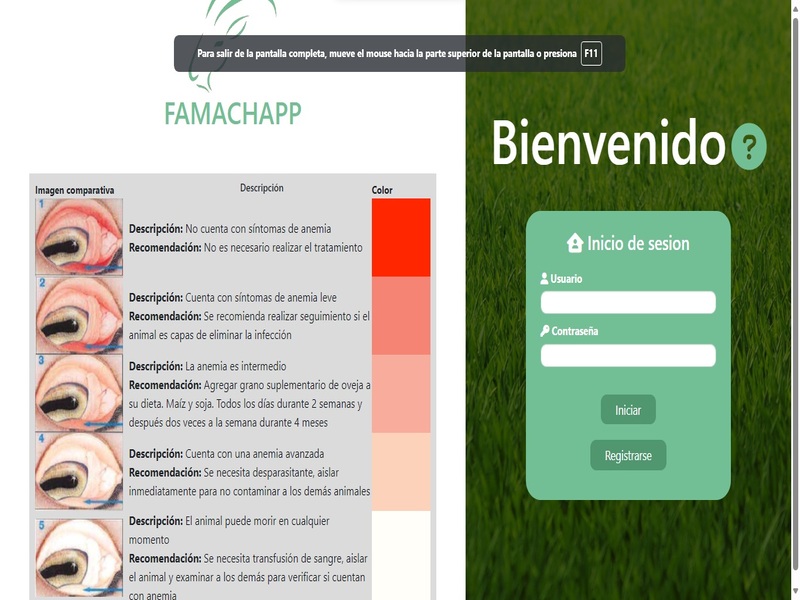 Para salir de la pantalla completa, mueve el mouse hacia la parte superior de la pantalla o presiona F11
FAMACHAPP
Imagen comparativa Descripción Color
1
Descripción: No cuenta con síntomas de anemia
Recomendación: No es necesario realizar el tratamiento
2
Descripción: Cuenta con síntomas de anemia leve
Recomendación: Se recomienda realizar seguimiento si el
animal es capas de eliminar la infección
3
Descripción: La anemia es intermedio
Recomendación: Agregar grano suplementario de oveja a
su dieta. Maíz y soja. Todos los días durante 2 semanas y
después dos veces a la semana durante 4 meses
4
Descripción: Cuenta con una anemia avanzada
Recomendación: Se necesita desparasitante, aislar
inmediatamente para no contaminar a los demás animales
5
Descripción: El animal puede morir en cualquier
momento
Recomendación: Se necesita transfusión de sangre, aislar
el animal y examinar a los demás para verificar si cuentan
con anemia
Bienvenido ?
Inicio de sesion
Usuario
Contraseña
Iniciar
Registrarse